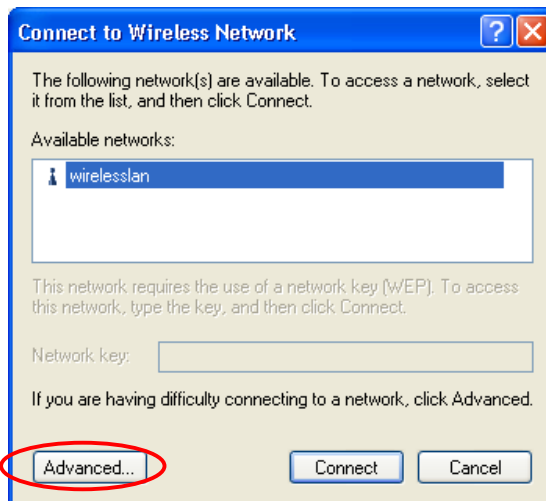 Connect to Wireless Network
The following network(s) are available. To access a network, select
it from the list, and then click Connect.
Available networks:
wirelesslan
This network requires the use of a network key (WEP). To access
this network, type the key, and then click Connect.
Network key:
If you are having difficulty connecting to a network, click Advanced.
Advanced... Connect Cancel